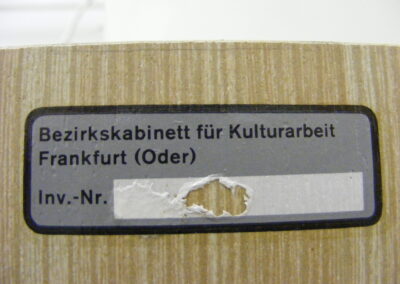 Bezirkskabinett für Kulturarbeit
Frankfurt (Oder)
Inv.-Nr.